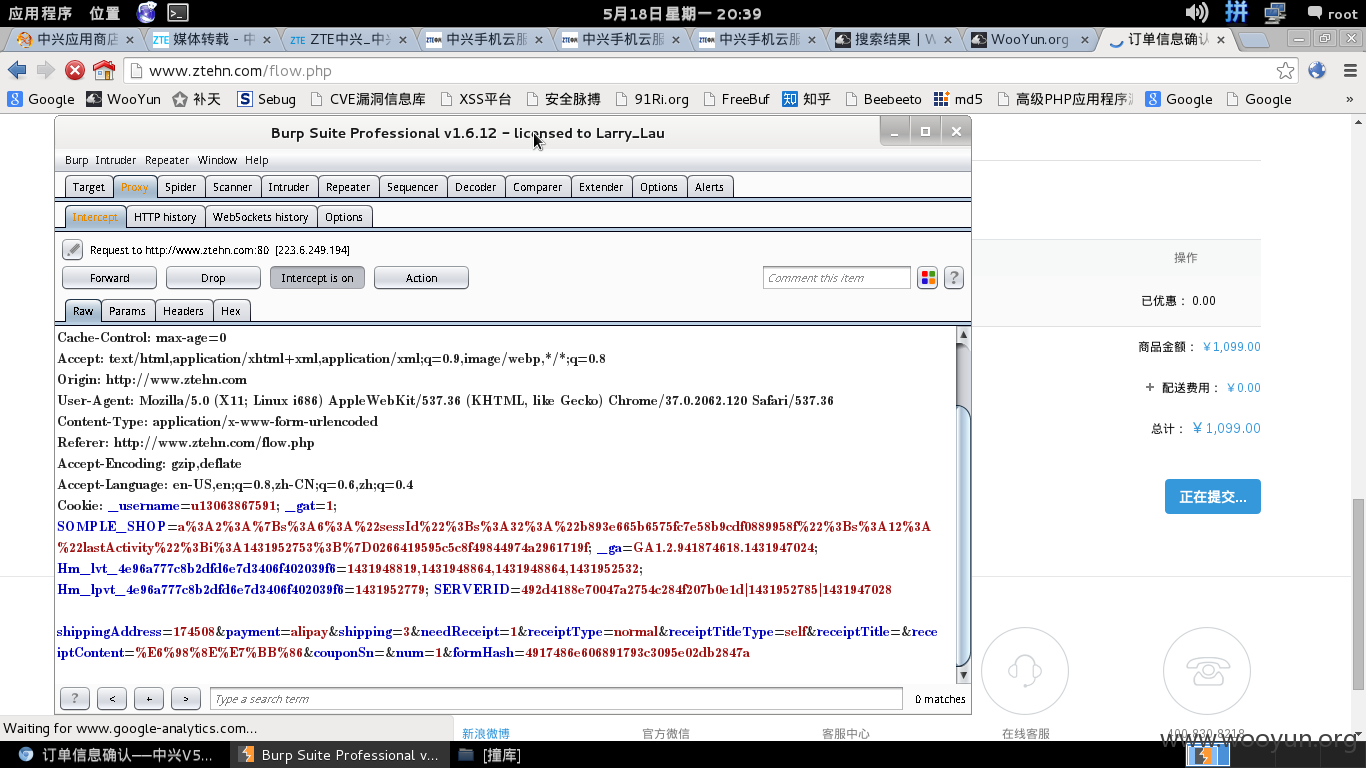 应用程序 位置 5月18日星期一 20:39 拼 root
中兴应用商店 媒体转载 - 中 ZTE中兴_中 中兴手机云服 中兴手机云服 中兴手机云服 搜索结果 | W WooYun.org 订单信息确认
www.ztehn.com/flow.php
Google WooYun 补天 Sebug CVE漏洞信息库 XSS平台 安全脉搏 91Ri.org FreeBuf 知乎 Beebeeto md5 高级PHP应用程序 Google Google »
Burp Suite Professional v1.6.12 – licensed to Larry_Lau
Burp Intruder Repeater Window Help
Target Proxy Spider Scanner Intruder Repeater Sequencer Decoder Comparer Extender Options Alerts
Intercept HTTP history WebSockets history Options
Request to http://www.ztehn.com:80 [223.6.249.194]
Forward Drop Intercept is on Action Comment this item ?
Raw Params Headers Hex
Cache-Control: max-age=0
Accept: text/html,application/xhtml+xml,application/xml;q=0.9,image/webp,*/*;q=0.8
Origin: http://www.ztehn.com
User-Agent: Mozilla/5.0 (X11; Linux i686) AppleWebKit/537.36 (KHTML, like Gecko) Chrome/37.0.2062.120 Safari/537.36
Content-Type: application/x-www-form-urlencoded
Referer: http://www.ztehn.com/flow.php
Accept-Encoding: gzip,deflate
Accept-Language: en-US,en;q=0.8,zh-CN;q=0.6,zh;q=0.4
Cookie: __username=u13063867591; __gat=1;
SOMPLE_SHOP=a%3A2%3A%7Bs%3A6%3A%22sessId%22%3Bs%3A32%3A%22b893e665b6575fc7e58b9cdf0889958f%22%3Bs%3A12%3A
%22lastActivity%22%3Bi%3A1431952753%3B%7D0266419595c5c8f49844974a2961719f; __ga=GA1.2.941874618.1431947024;
Hm_lvt_4e96a777c8b2dfd6e7d3406f402039f6=1431948819,1431948864,1431948864,1431952532;
Hm_lpvt_4e96a777c8b2dfd6e7d3406f402039f6=1431952779; SERVERID=492d4188e70047a2754c284f207b0e1d|1431952785|1431947028
shippingAddress=174508&payment=alipay&shipping=3&needReceipt=1&receiptType=normal&receiptTitleType=self&receiptTitle=&rece
iptContent=%E6%98%8E%E7%BB%86&couponSn=&num=1&formHash=4917486e606891793c3095e02db2847a
? < + > Type a search term 0 matches
操作
已优惠： 0.00
商品金额： ￥1,099.00
+ 配送费用： ￥0.00
总计： ￥1,099.00
正在提交...
Waiting for www.google-analytics.com...
新浪微博 官方微信 客服中心 在线客服 400-830-8218
www.wooyun.org
订单信息确认——中兴V5... Burp Suite Professional v... [撞库]